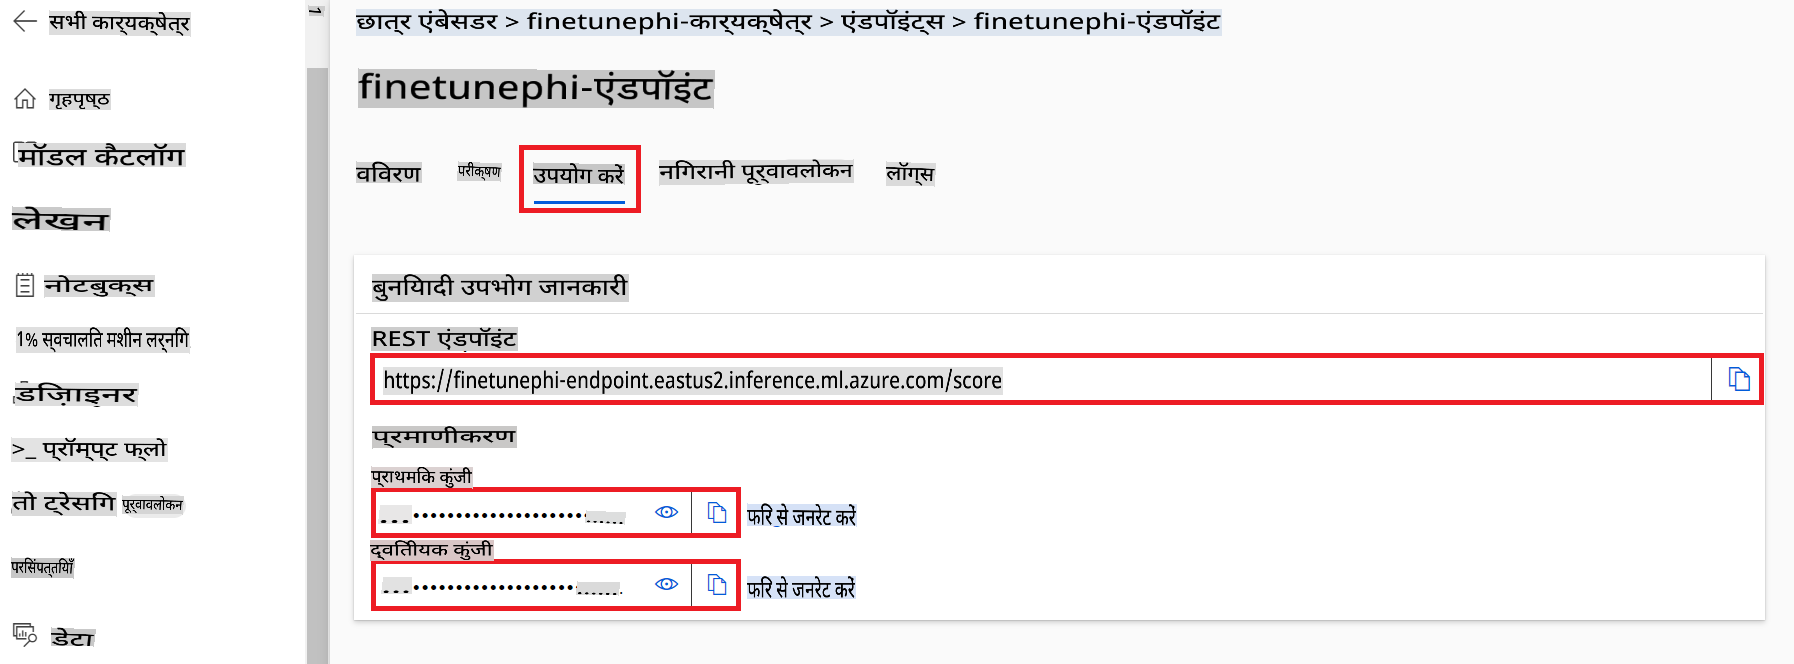 सभी कार्यक्षेत्र
गृहपृष्ठ
मॉडल कैटलॉग
लेखन
नोटबुक्स
1% स्वचालित मशीन लर्निंग
डिज़ाइनर
>_ प्रॉम्प्ट फ्लो
तो ट्रेसिंग पूर्वावलोकन
परिसंपत्तियाँ
डेटा
छात्र एंबेसडर > finetunephi-कार्यक्षेत्र > एंडपॉइंट्स > finetunephi-एंडपॉइंट
finetunephi-एंडपॉइंट
विवरण परीक्षण उपयोग करें निगरानी पूर्वावलोकन लॉग्स
बुनियादी उपभोग जानकारी
REST एंडपॉइंट
https://finetunephi-endpoint.eastus2.inference.ml.azure.com/score
प्रमाणीकरण
प्राथमिक कुंजी
फिर से जनरेट करें
द्वितीयक कुंजी
फिर से जनरेट करें